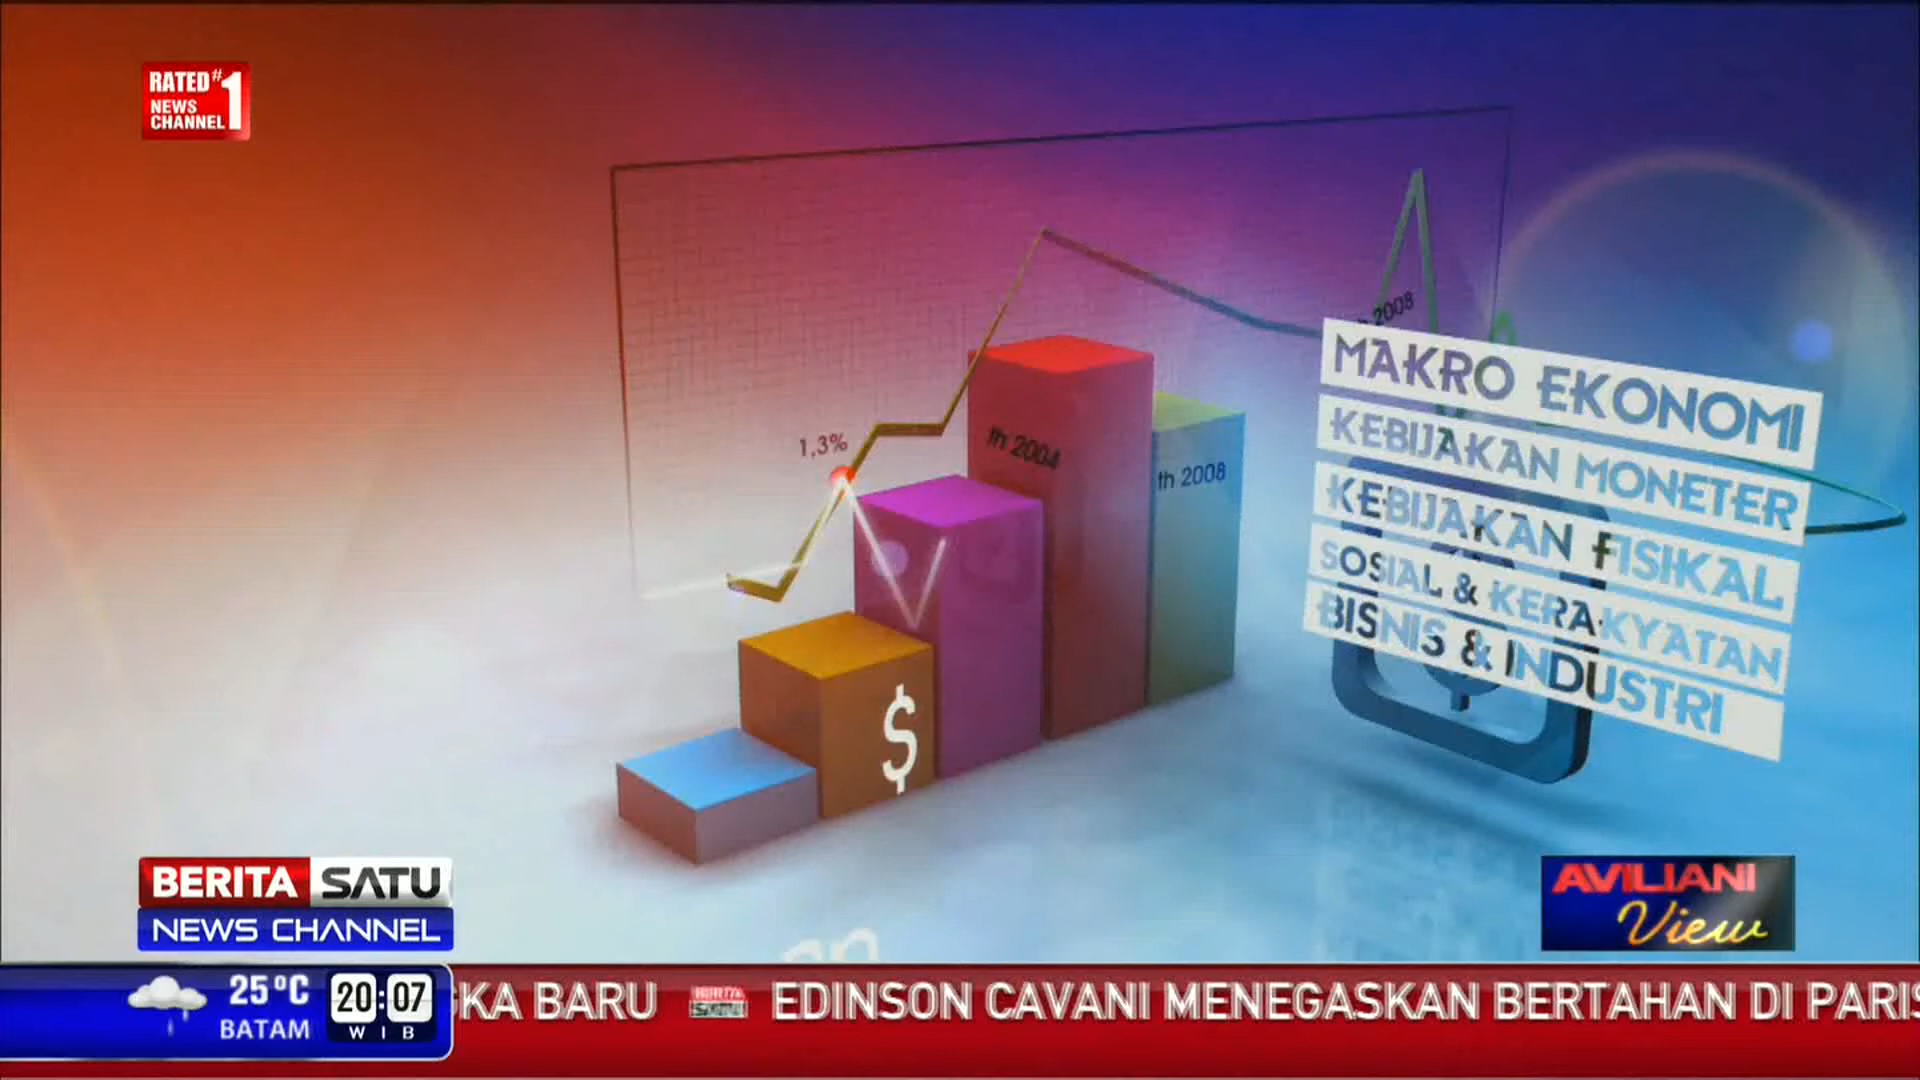 RATED #1
NEWS
CHANNEL
th 2008
MAKRO EKONOMI
KEBIJAKAN MONETER
KEBIJAKAN FISIKAL
SOSIAL & KERAKYATAN
BISNIS & INDUSTRI
1,3%
th 2004
th 2008
$
BERITA SATU
NEWS CHANNEL
AVILIANI
View
25°C
BATAM
20:07
WIB
KA BARU BERITA SATU EDINSON CAVANI MENEGASKAN BERTAHAN DI PARIS